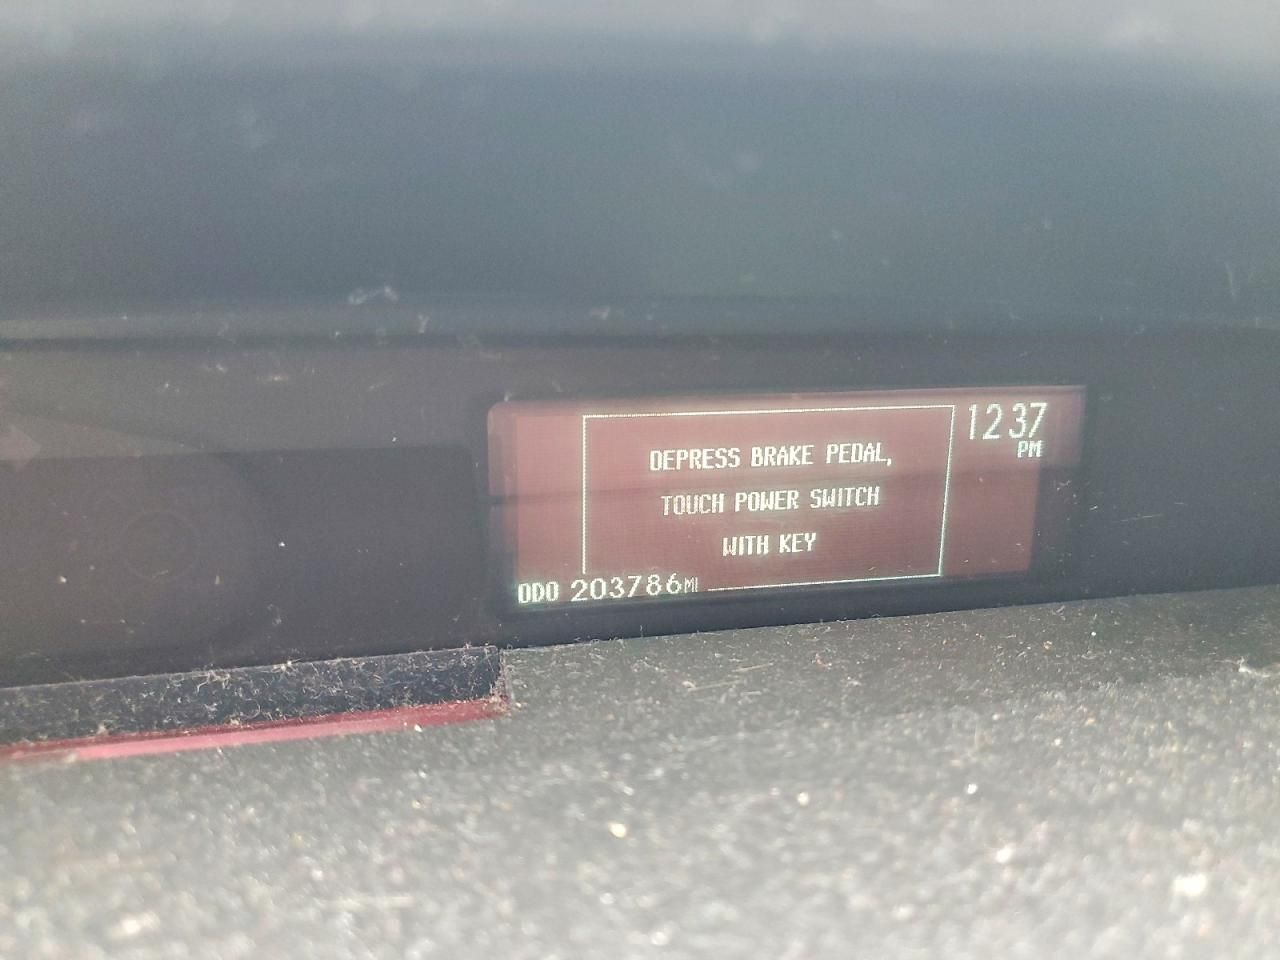 12 37
PM
DEPRESS BRAKE PEDAL,
TOUCH POWER SWITCH
WITH KEY
ODO 203786MI